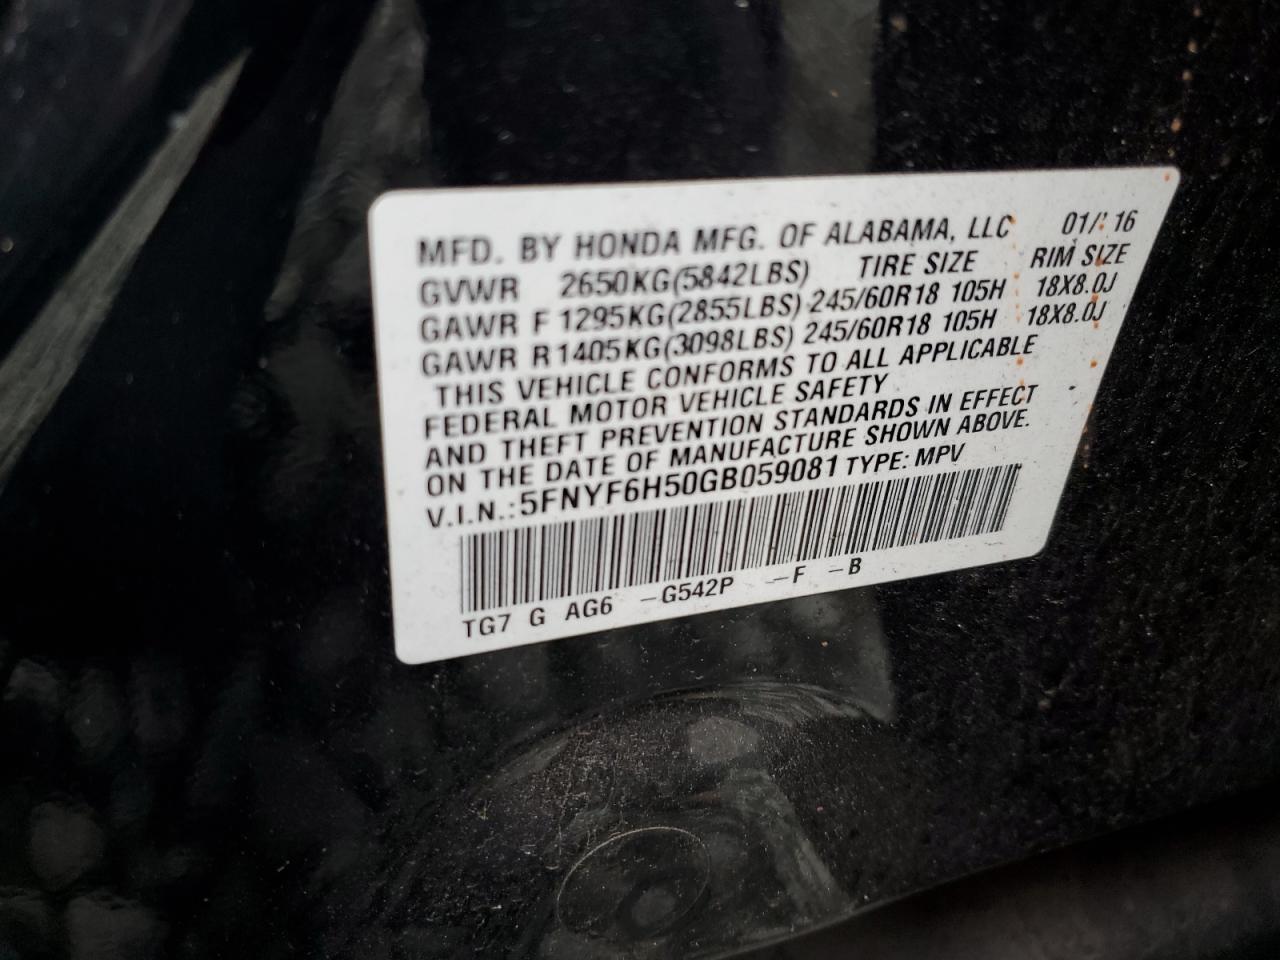 MFD. BY HONDA MFG. OF ALABAMA, LLC 01/ 16
GVWR 2650KG(5842LBS) TIRE SIZE RIM SIZE
GAWR F 1295KG(2855LBS) 245/60R18 105H 18X8.0J
GAWR R 1405KG(3098LBS) 245/60R18 105H 18X8.0J
THIS VEHICLE CONFORMS TO ALL APPLICABLE
FEDERAL MOTOR VEHICLE SAFETY
AND THEFT PREVENTION STANDARDS IN EFFECT
ON THE DATE OF MANUFACTURE SHOWN ABOVE.
V.I.N.:5FNYF6H50GB059081 TYPE: MPV
TG7 G AG6 -G542P -F -B